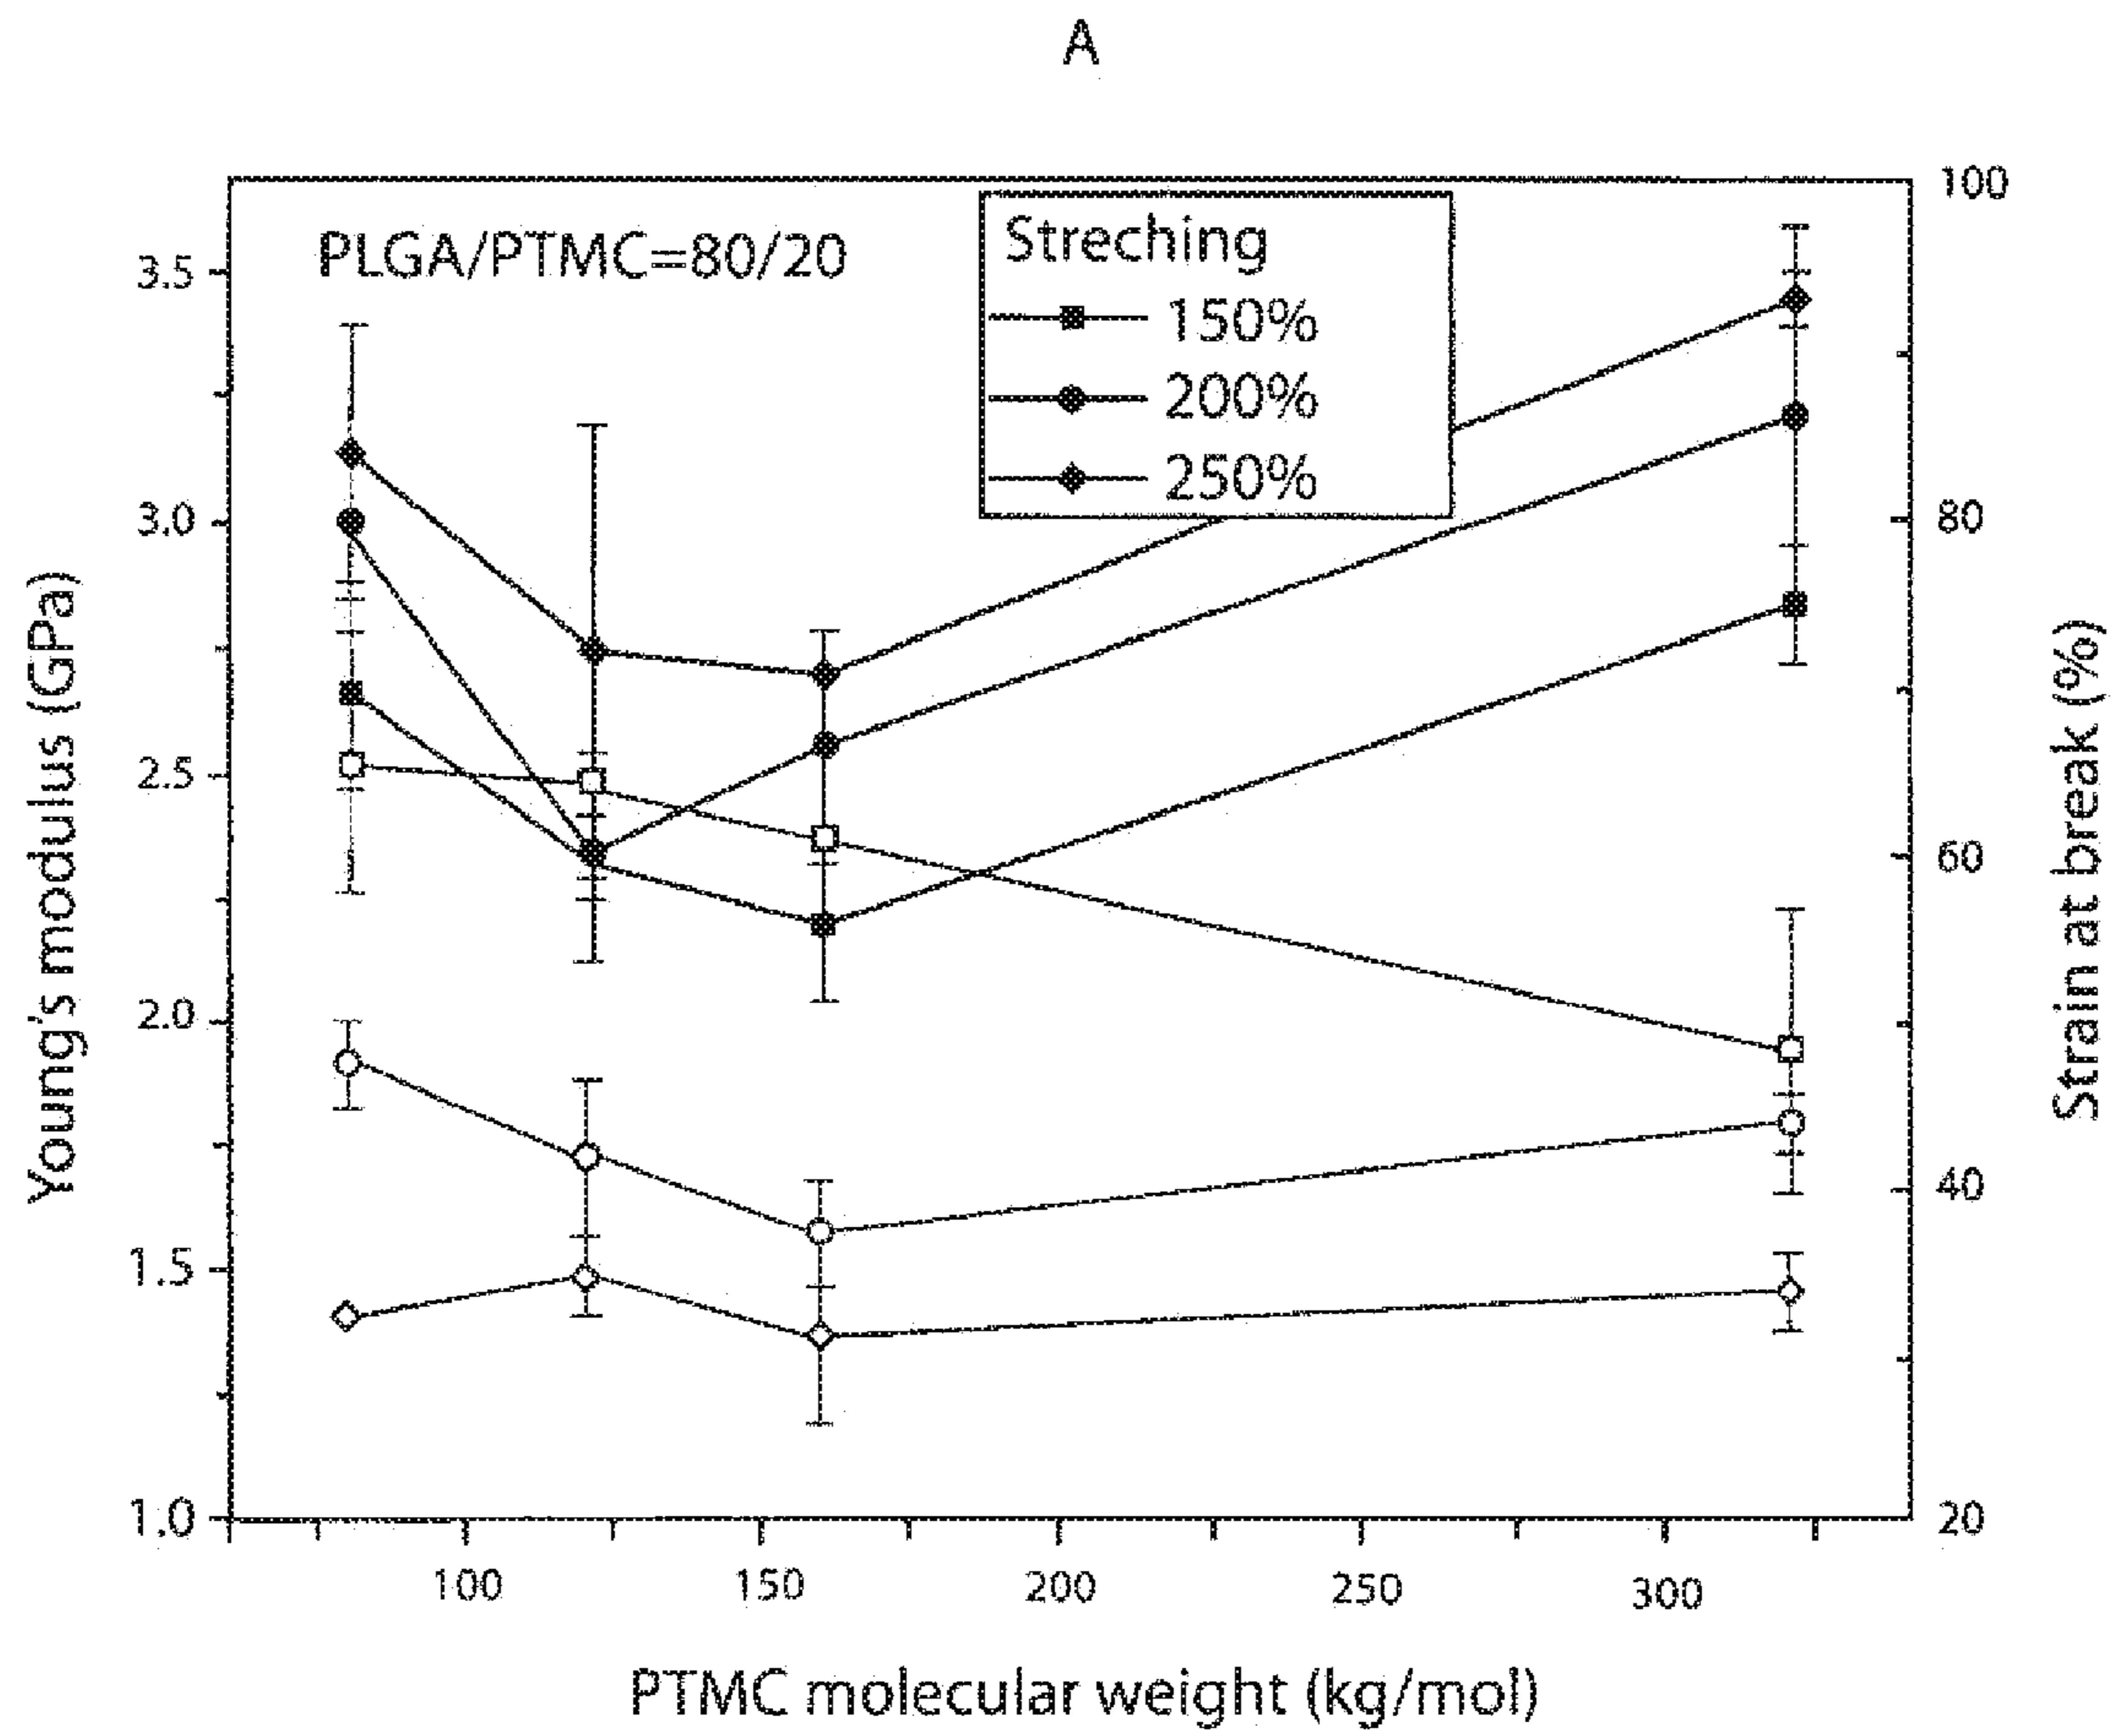 A
PLGA/PTMC=80/20
Streching
150%
200%
250%
3.5
3.0
2.5
2.0
1.5
1.0
Young's modulus (GPa)
100
80
60
40
20
Strain at break (%)
100 150 200 250 300
PTMC molecular weight (kg/mol)